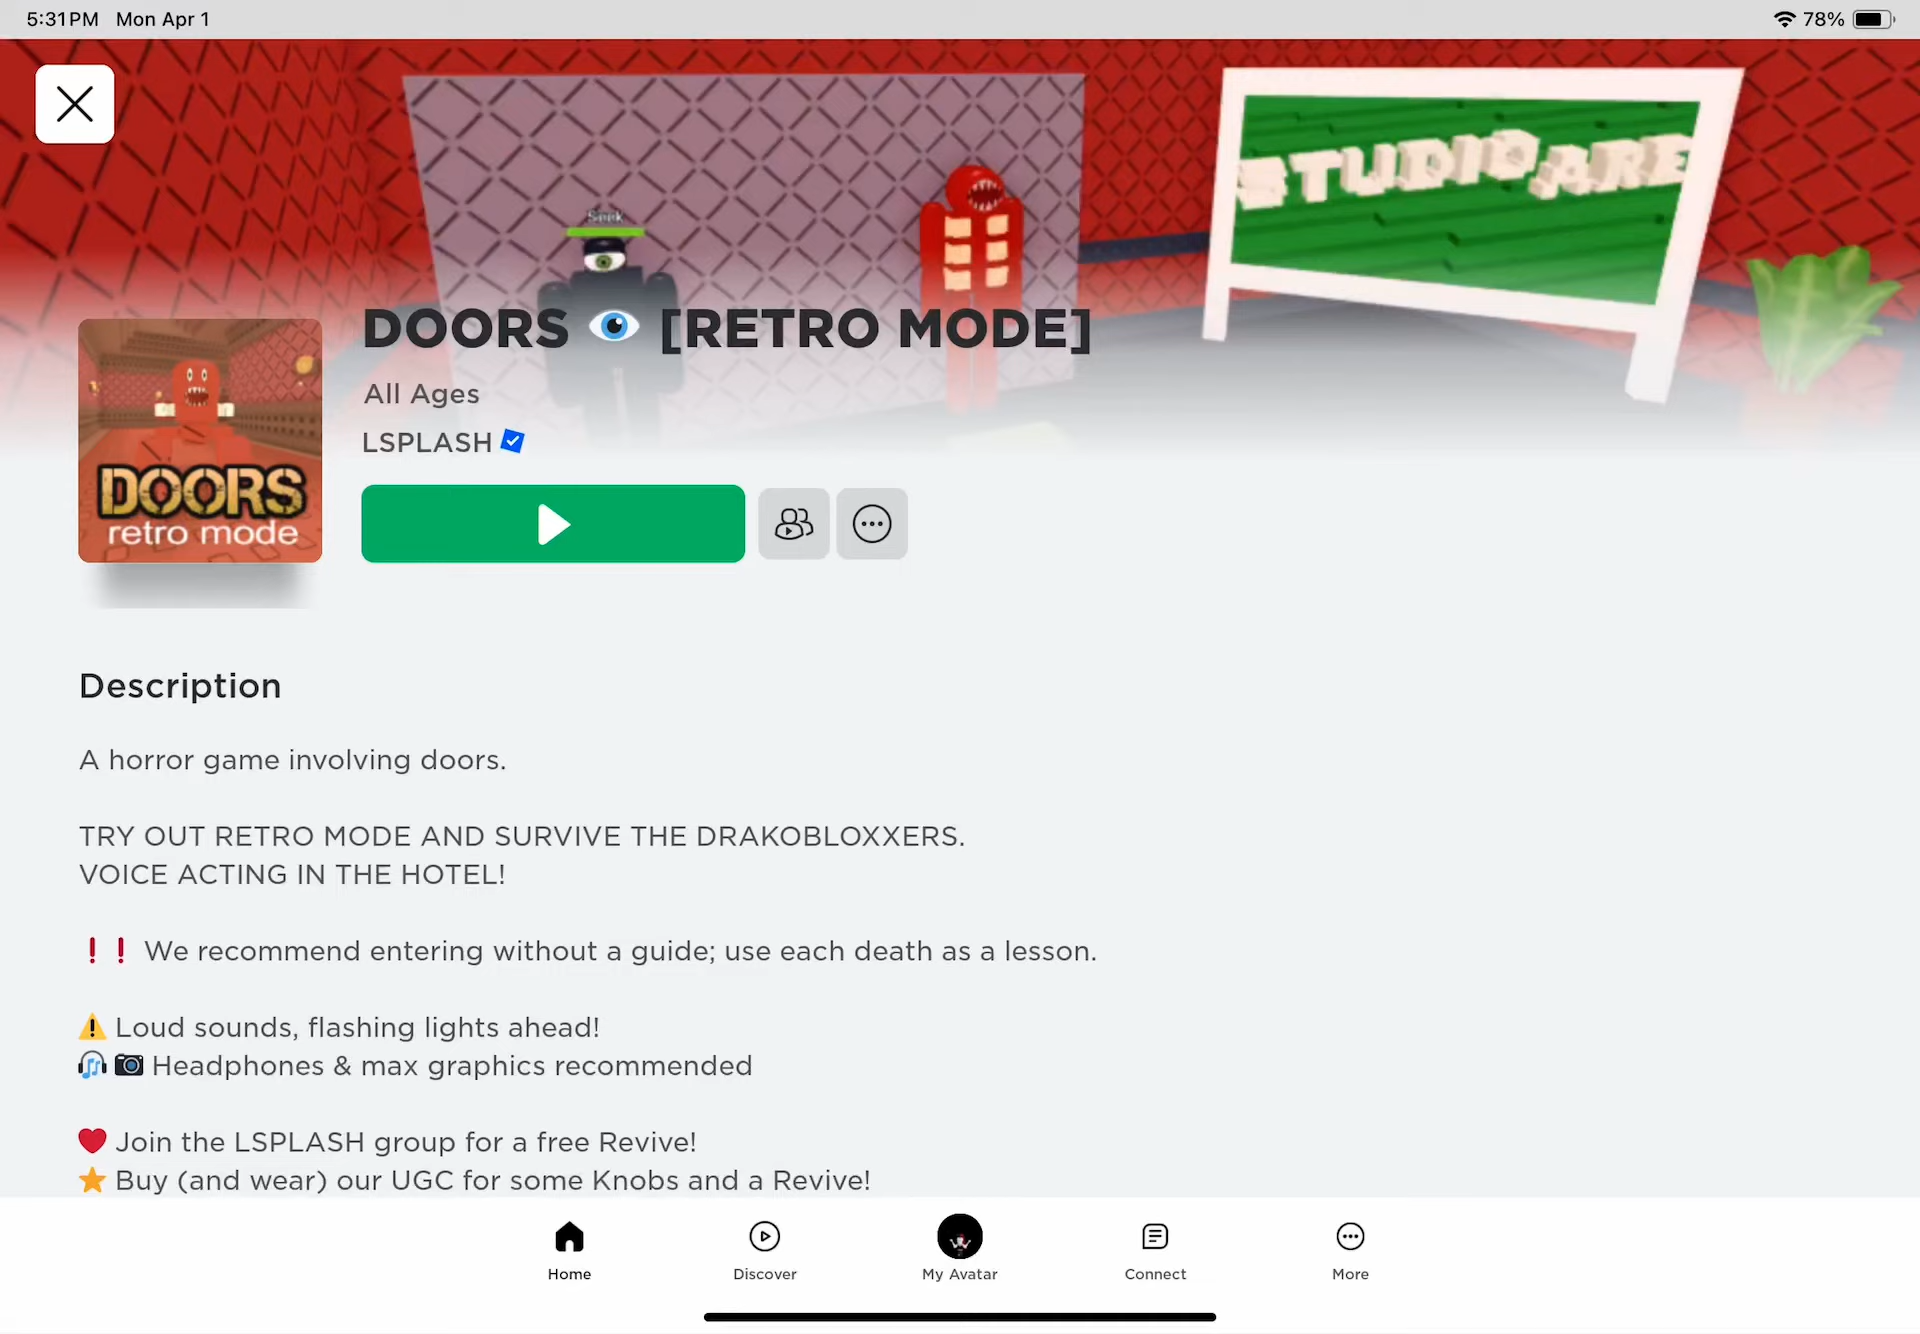 5:31PM Mon Apr 1
78%
Seek
STUDIO ARE
DOORS 👁️ [RETRO MODE]
All Ages
LSPLASH
DOORS
retro mode
Description
A horror game involving doors.
TRY OUT RETRO MODE AND SURVIVE THE DRAKOBLOXXERS.
VOICE ACTING IN THE HOTEL!
❗❗ We recommend entering without a guide; use each death as a lesson.
⚠️ Loud sounds, flashing lights ahead!
🎧📷 Headphones & max graphics recommended
❤️ Join the LSPLASH group for a free Revive!
⭐ Buy (and wear) our UGC for some Knobs and a Revive!
Home
Discover
My Avatar
Connect
More